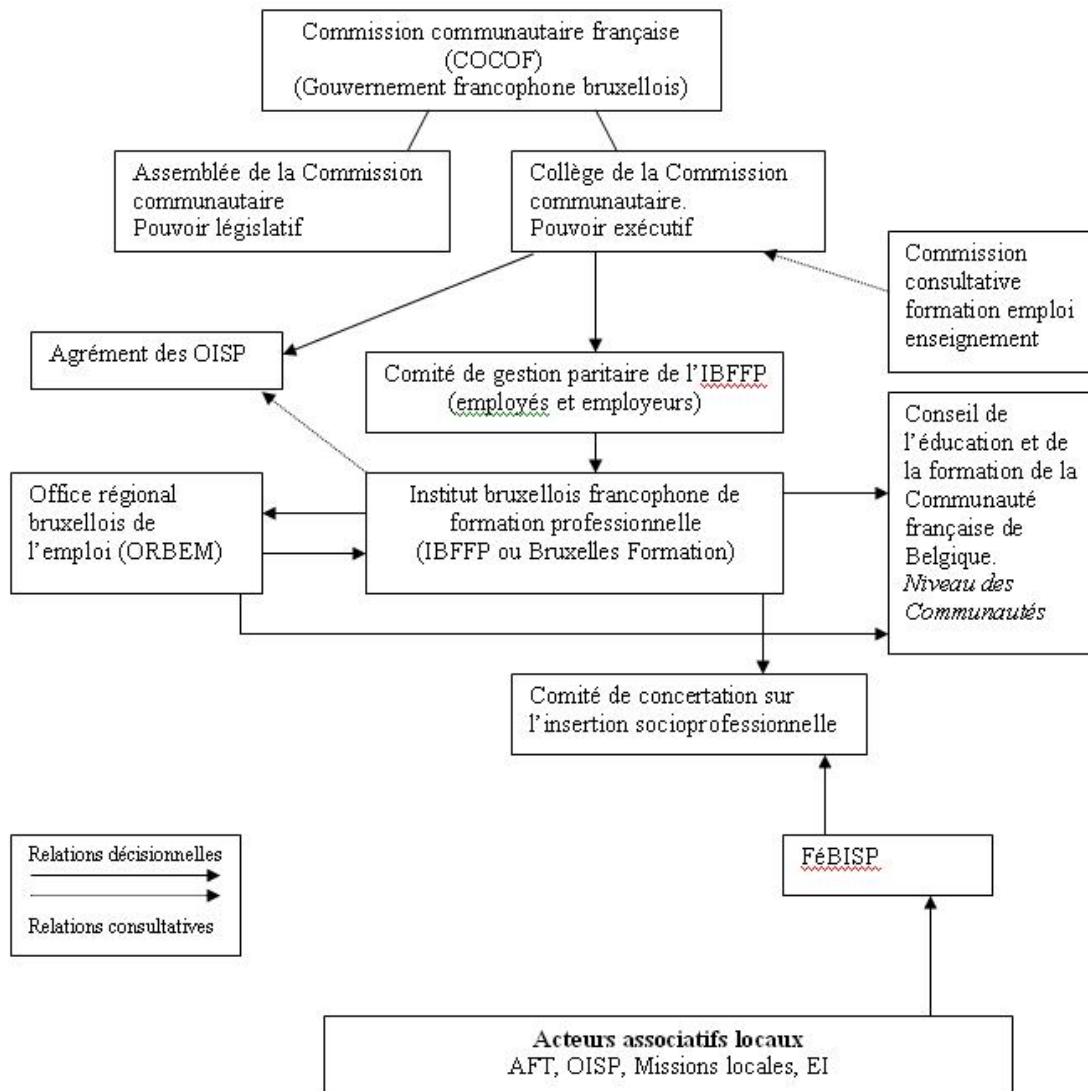 Commission communautaire française
(COCOF)
(Gouvernement francophone bruxellois)
Assemblée de la Commission
communautaire
Pouvoir législatif
Collège de la Commission
communautaire.
Pouvoir exécutif
Commission
consultative
formation emploi
enseignement
Agrément des OISP
Comité de gestion paritaire de l’IBFFP
(employés et employeurs)
Conseil de
l’éducation et de
la formation de la
Communauté
française de
Belgique.
Niveau des
Communautés
Office régional
bruxellois de
l’emploi (ORBEM)
Institut bruxellois francophone de
formation professionnelle
(IBFFP ou Bruxelles Formation)
Comité de concertation sur
l’insertion socioprofessionnelle
Relations décisionnelles
Relations consultatives
FéBISP
Acteurs associatifs locaux
AFT, OISP, Missions locales, EI